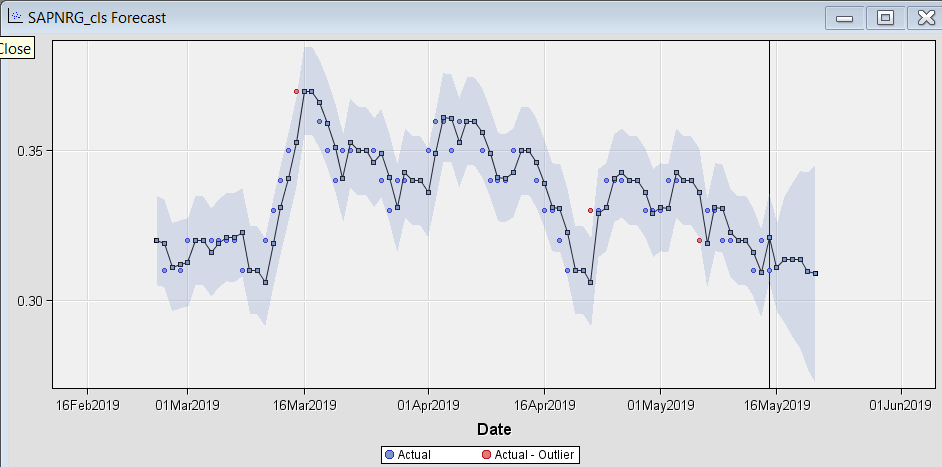 SAPNRG_cls Forecast
Close
0.35
0.30
16Feb2019 01Mar2019 16Mar2019 01Apr2019 16Apr2019 01May2019 16May2019 01Jun2019
Date
Actual Actual - Outlier